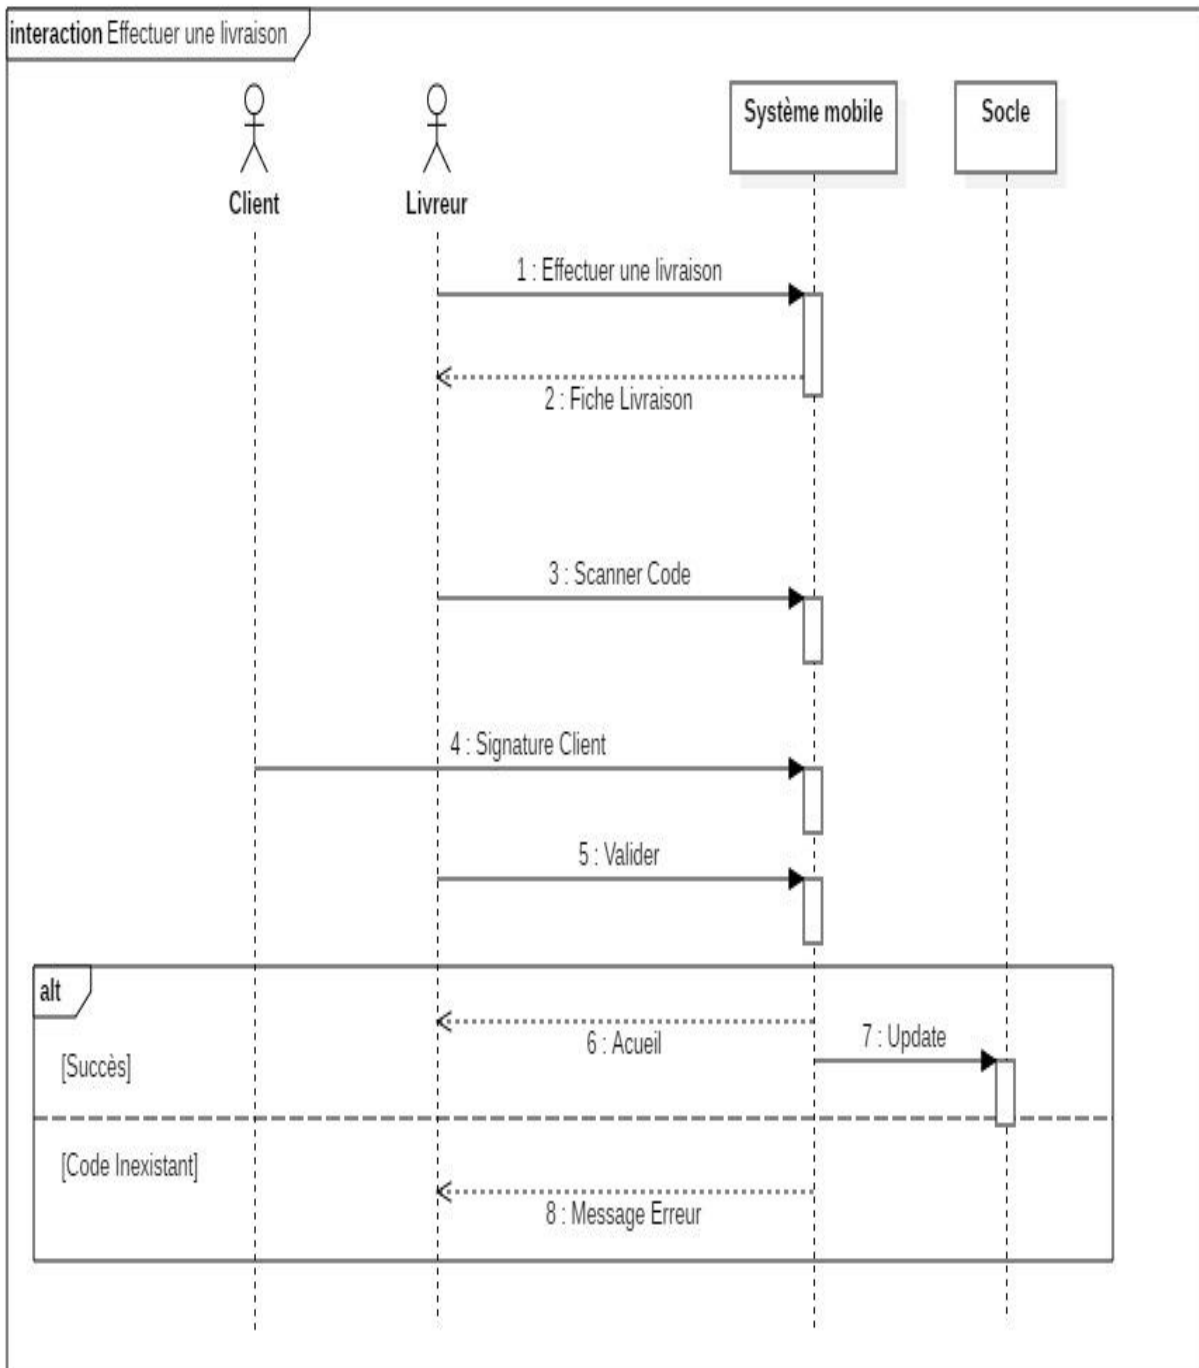 interaction Effectuer une livraison
Système mobile
Socle
Client
Livreur
1 : Effectuer une livraison
2 : Fiche Livraison
3 : Scanner Code
4 : Signature Client
5 : Valider
alt
6 : Acueil
7 : Update
[Succès]
[Code Inexistant]
8 : Message Erreur